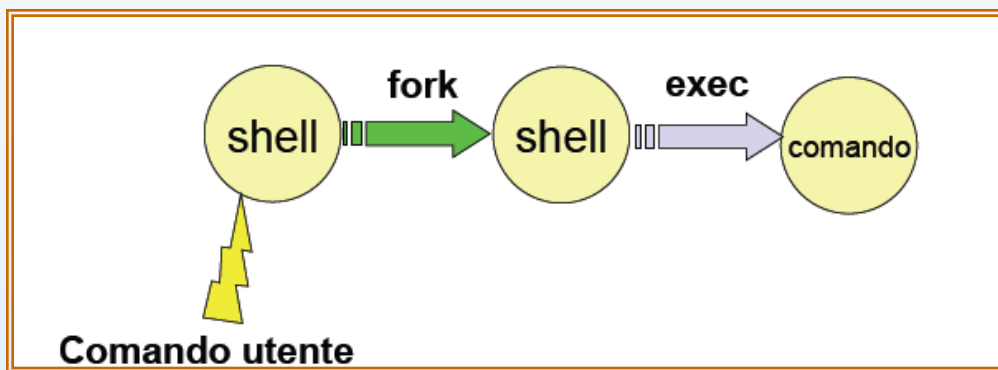 fork
exec
shell
shell
comando
Comando utente